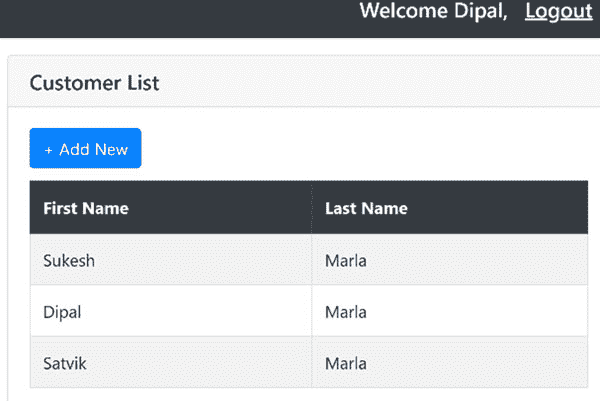 Welcome Dipal, Logout
Customer List
+ Add New
First Name Last Name
Sukesh Marla
Dipal Marla
Satvik Marla